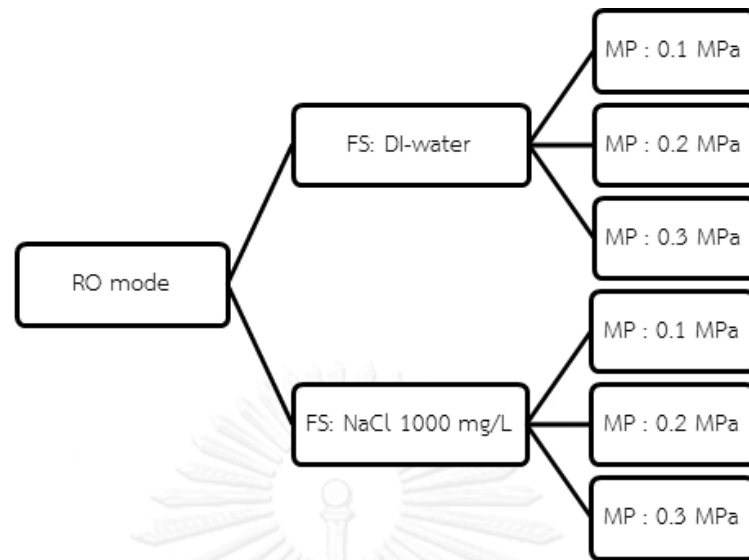 RO mode
FS: DI-water
MP : 0.1 MPa
MP : 0.2 MPa
MP : 0.3 MPa
FS: NaCl 1000 mg/L
MP : 0.1 MPa
MP : 0.2 MPa
MP : 0.3 MPa